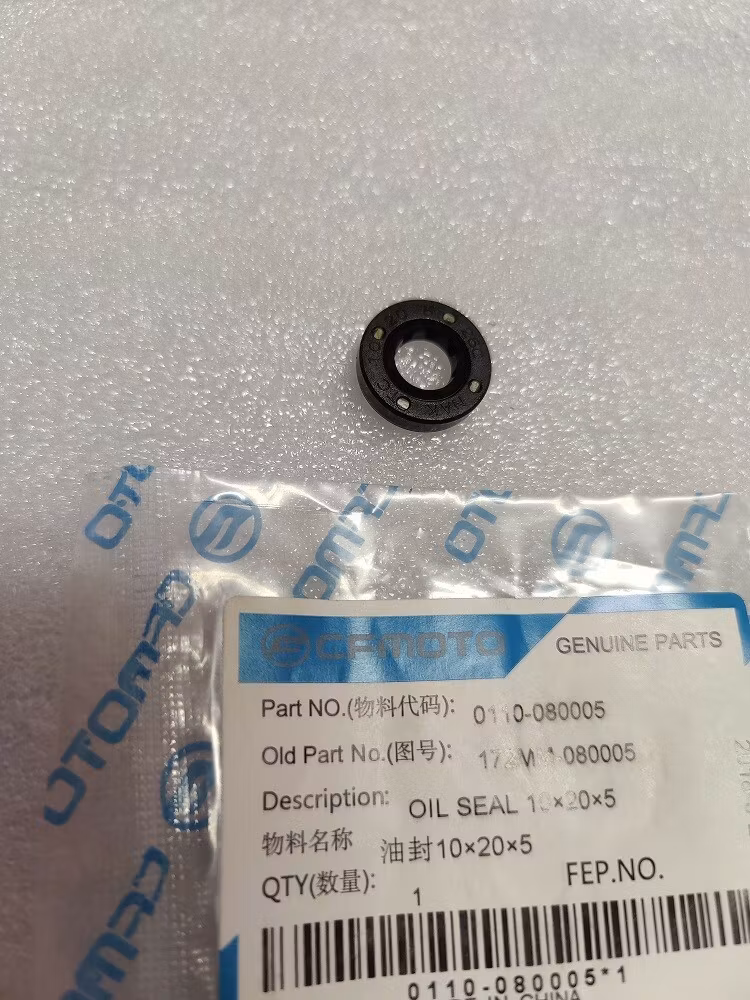 CFMOTO GENUINE PARTS
Part NO.(物料代码): 0110-080005
Old Part No.(图号):
Description: OIL SEAL 10×20×5
物料名称 油封10×20×5
QTY(数量): 1 FEP.NO.
0110-080005*1
CFMOTO